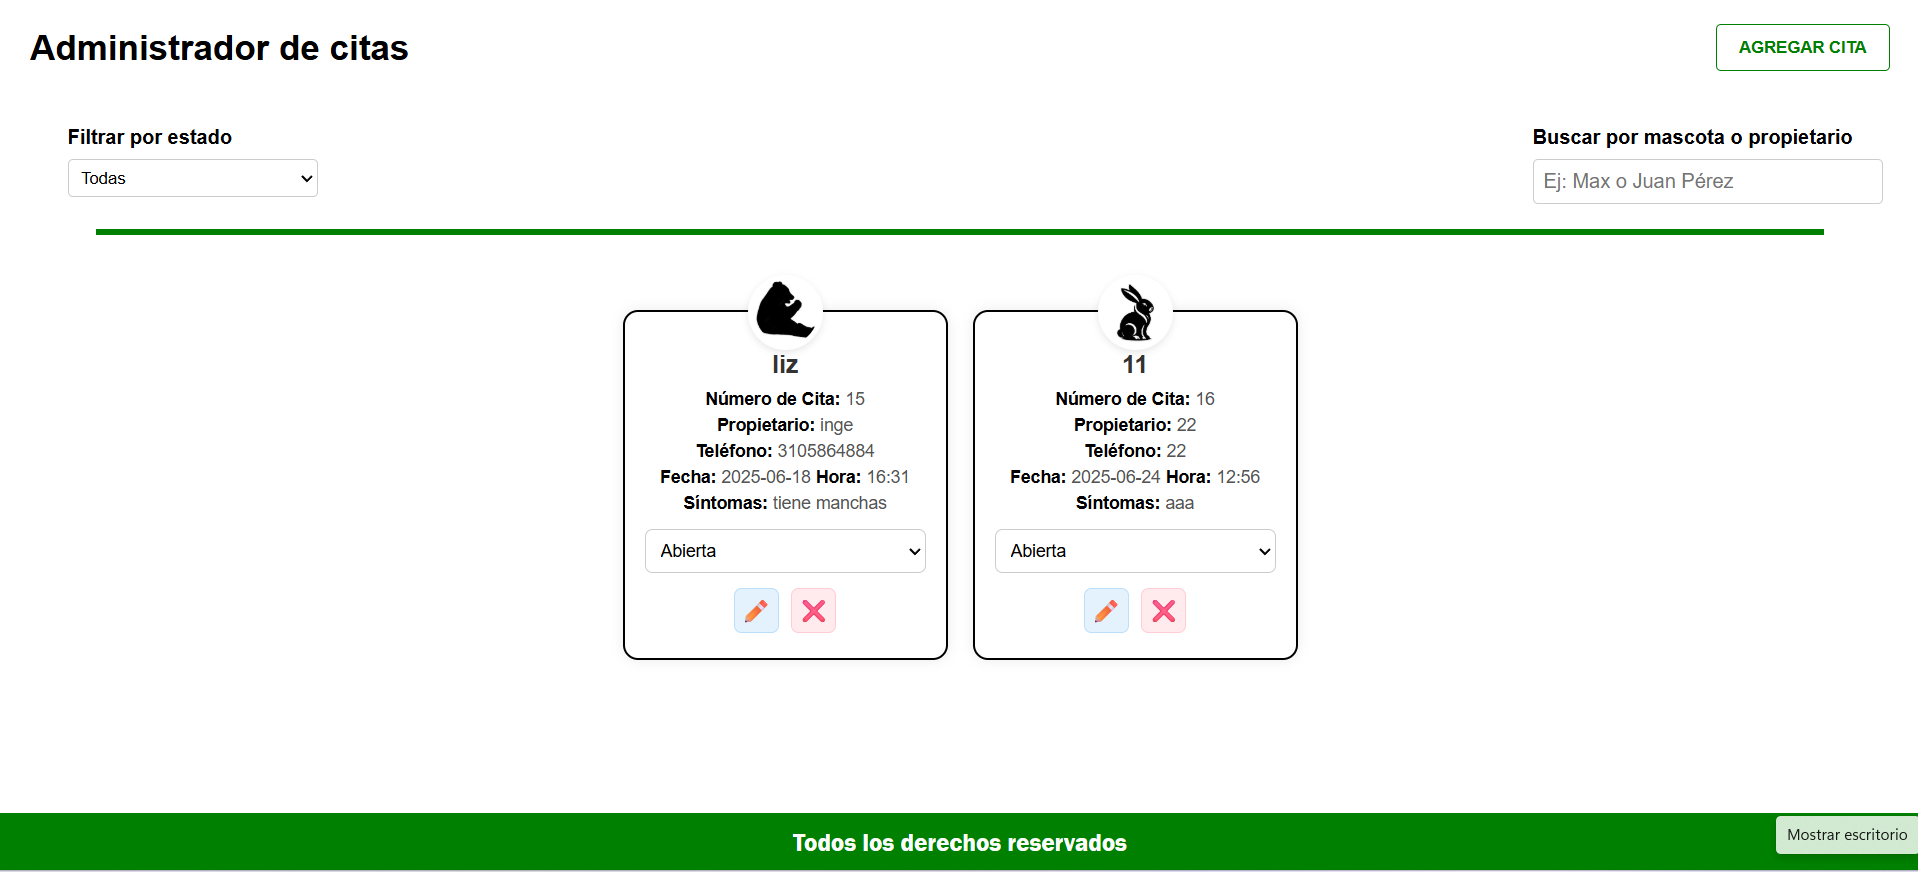 Administrador de citas
AGREGAR CITA
Filtrar por estado
Todas
Buscar por mascota o propietario
Ej: Max o Juan Pérez
liz
Número de Cita: 15
Propietario: inge
Teléfono: 3105864884
Fecha: 2025-06-18 Hora: 16:31
Síntomas: tiene manchas
Abierta
11
Número de Cita: 16
Propietario: 22
Teléfono: 22
Fecha: 2025-06-24 Hora: 12:56
Síntomas: aaa
Abierta
Todos los derechos reservados
Mostrar escritorio